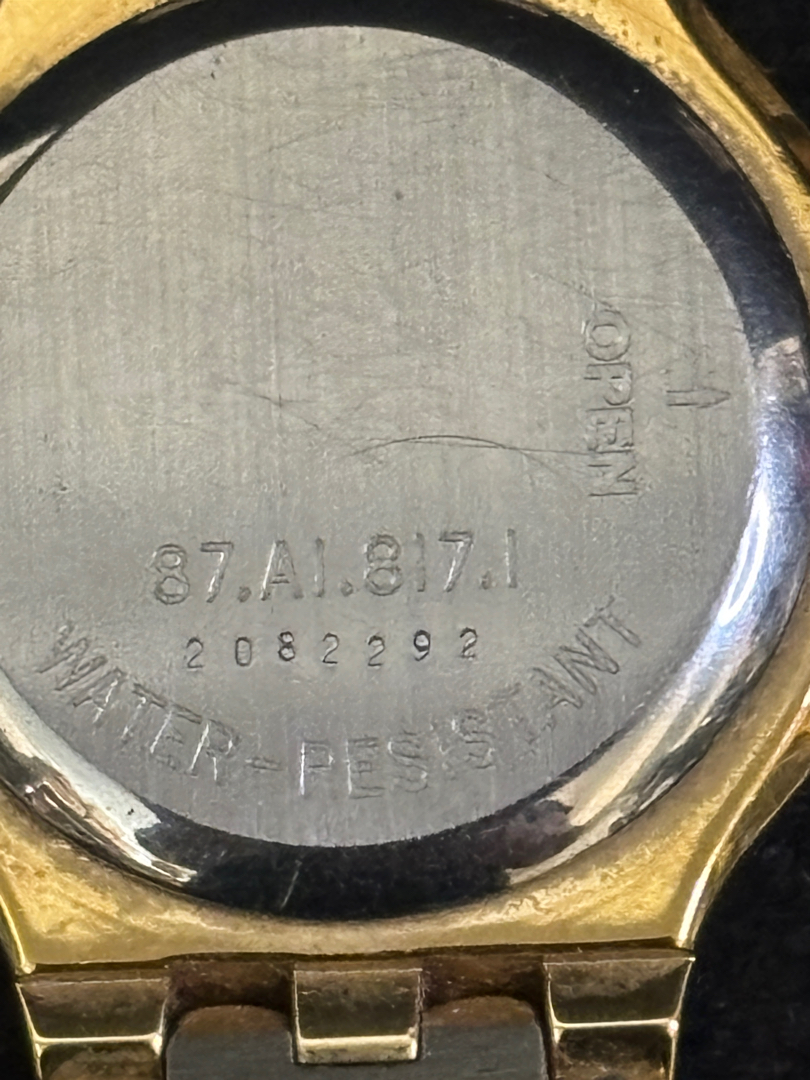 OPEN
87.A1.817.1
2082292
WATER-RESISTANT